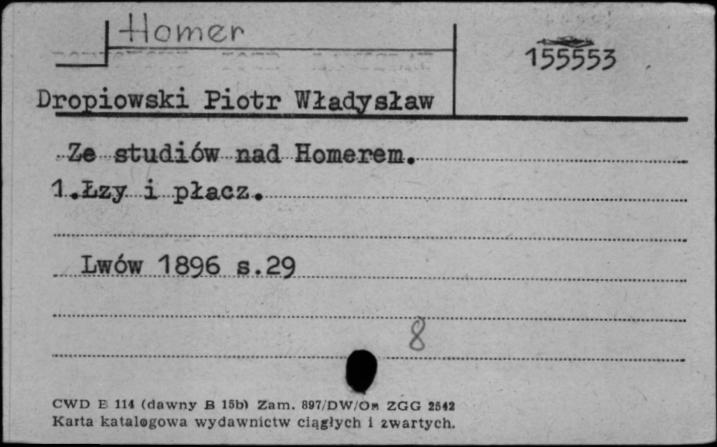 Homer
155553
Dropiowski Piotr Władysław
Ze studiów nad Homerem.
1.Łzy i płacz.
Lwów 1896 s.29
8
CWD B 114 (dawny B 15b) Zam. 897/DW/Om ZGG 2542
Karta katalogowa wydawnictw ciągłych i zwartych.